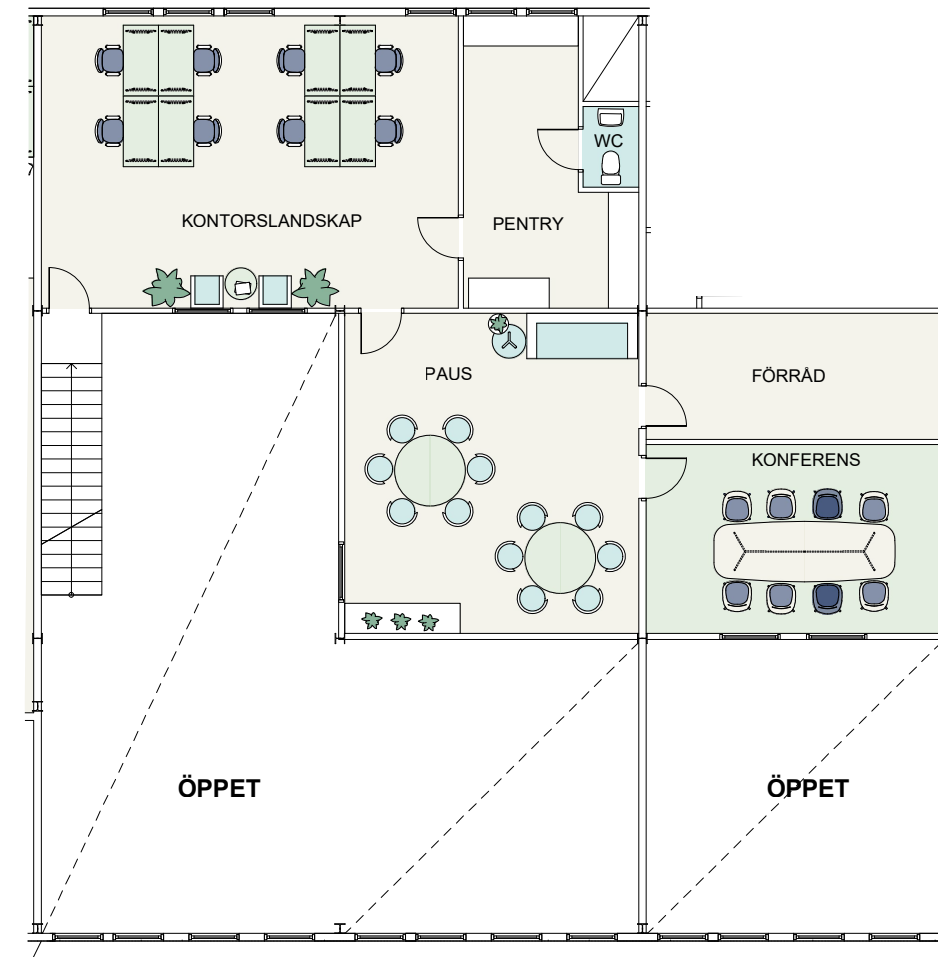 WC
KONTORSLANDSKAP
PENTRY
PAUS
FÖRRÅD
KONFERENS
ÖPPET
ÖPPET